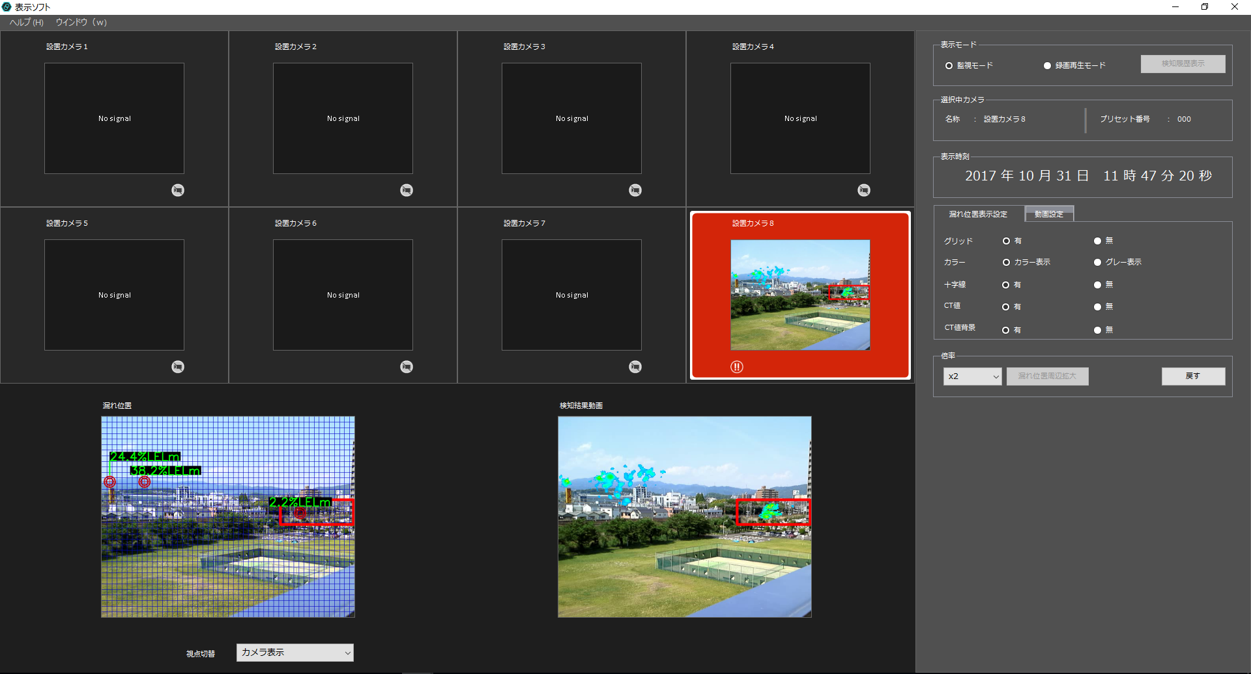 表示ソフト
ヘルプ(H) ウインドウ(w)
設置カメラ1
設置カメラ2
設置カメラ3
設置カメラ4
No signal
No signal
No signal
No signal
設置カメラ5
設置カメラ6
設置カメラ7
設置カメラ8
No signal
No signal
No signal
漏れ位置
検知結果動画
24.4%LELm
38.2%LELm
2.2%LELm
視点切替 カメラ表示
表示モード
監視モード 録画再生モード 検知履歴表示
選択中カメラ
名称 : 設置カメラ8 プリセット番号 : 000
表示時刻
2017 年 10 月 31 日 11 時 47 分 20 秒
漏れ位置表示設定 動画設定
グリッド 有 無
カラー カラー表示 グレー表示
十字線 有 無
CT値 有 無
CT値背景 有 無
倍率
x2 漏れ位置周辺拡大 戻す